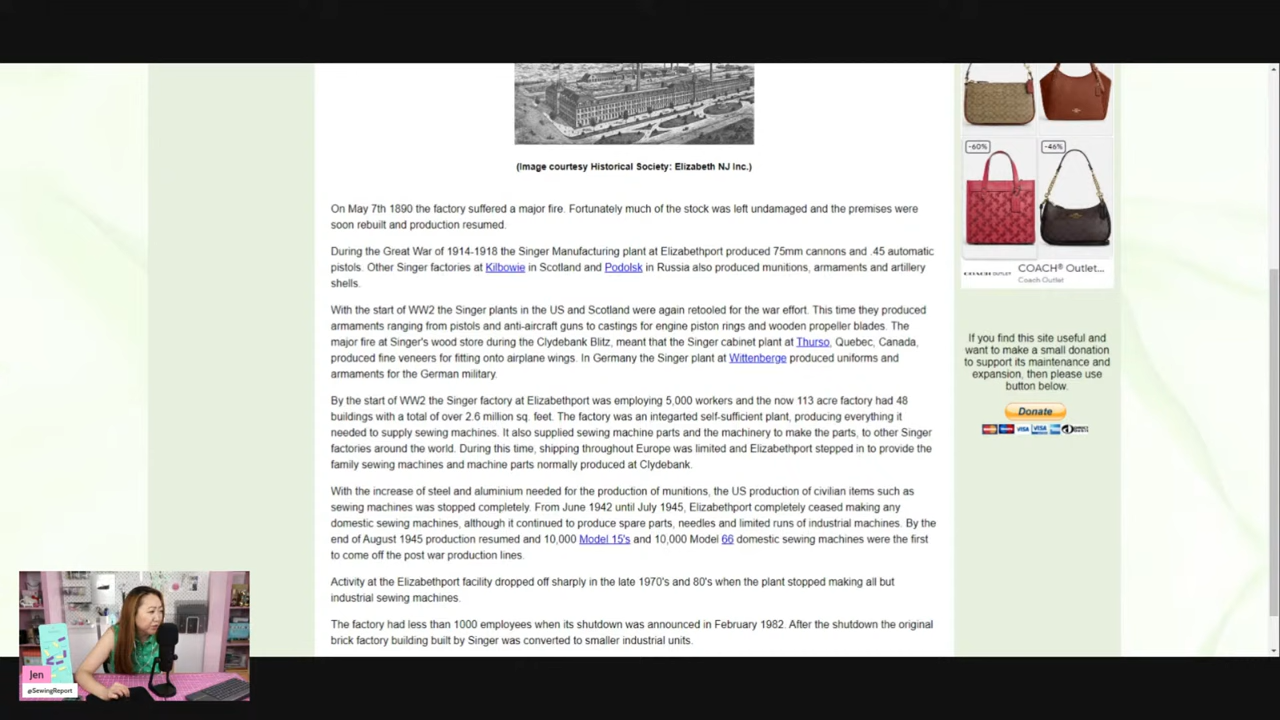 (Image courtesy Historical Society: Elizabeth NJ Inc.)
On May 7th 1890 the factory suffered a major fire. Fortunately much of the stock was left undamaged and the premises were
soon rebuilt and production resumed.
During the Great War of 1914-1918 the Singer Manufacturing plant at Elizabethport produced 75mm cannons and .45 automatic
pistols. Other Singer factories at Kilbowie in Scotland and Podolsk in Russia also produced munitions, armaments and artillery
shells.
With the start of WW2 the Singer plants in the US and Scotland were again retooled for the war effort. This time they produced
armaments ranging from pistols and anti-aircraft guns to castings for engine piston rings and wooden propeller blades. The
major fire at Singer's wood store during the Clydebank Blitz, meant that the Singer cabinet plant at Thurso, Quebec, Canada,
produced fine veneers for fitting onto airplane wings. In Germany the Singer plant at Wittenberge produced uniforms and
armaments for the German military.
By the start of WW2 the Singer factory at Elizabethport was employing 5,000 workers and the now 113 acre factory had 48
buildings with a total of over 2.6 million sq. feet. The factory was an integarted self-sufficient plant, producing everything it
needed to supply sewing machines. It also supplied sewing machine parts and the machinery to make the parts, to other Singer
factories around the world. During this time, shipping throughout Europe was limited and Elizabethport stepped in to provide the
family sewing machines and machine parts normally produced at Clydebank.
With the increase of steel and aluminium needed for the production of munitions, the US production of civilian items such as
sewing machines was stopped completely. From June 1942 until July 1945, Elizabethport completely ceased making any
domestic sewing machines, although it continued to produce spare parts, needles and limited runs of industrial machines. By the
end of August 1945 production resumed and 10,000 Model 15's and 10,000 Model 66 domestic sewing machines were the first
to come off the post war production lines.
Activity at the Elizabethport facility dropped off sharply in the late 1970's and 80's when the plant stopped making all but
industrial sewing machines.
The factory had less than 1000 employees when its shutdown was announced in February 1982. After the shutdown the original
brick factory building built by Singer was converted to smaller industrial units.
-60%
-46%
COACH OUTLET
COACH® Outlet...
Coach Outlet
If you find this site useful and
want to make a small donation
to support its maintenance and
expansion, then please use
button below.
Donate
VISA
Jen
@SewingReport